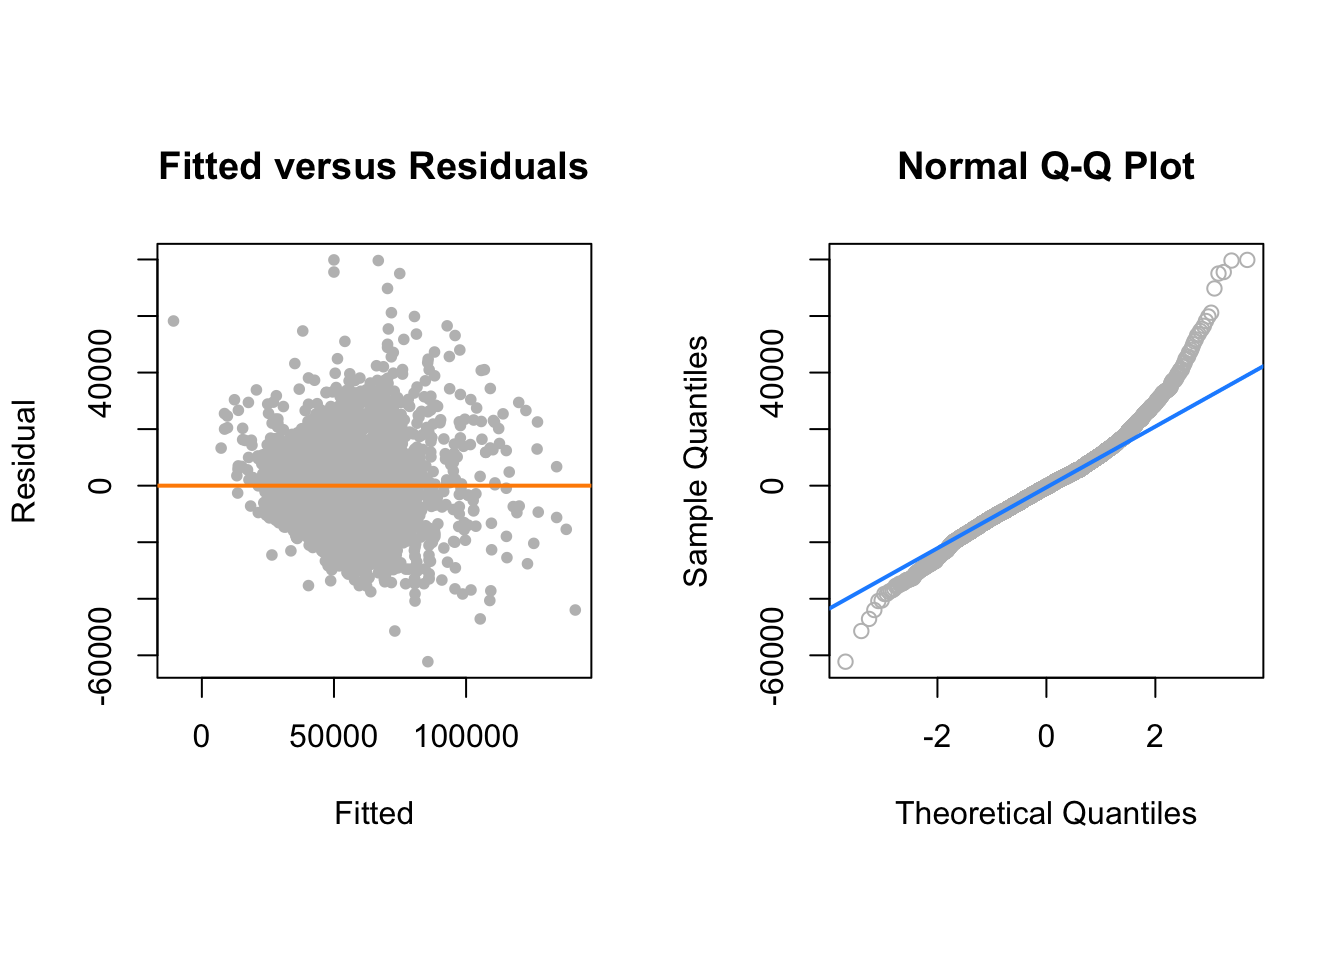 Fitted versus Residuals
Residual
40000
0
-60000
0 50000 100000
Fitted
Normal Q-Q Plot
Sample Quantiles
40000
0
-60000
-2 0 2
Theoretical Quantiles